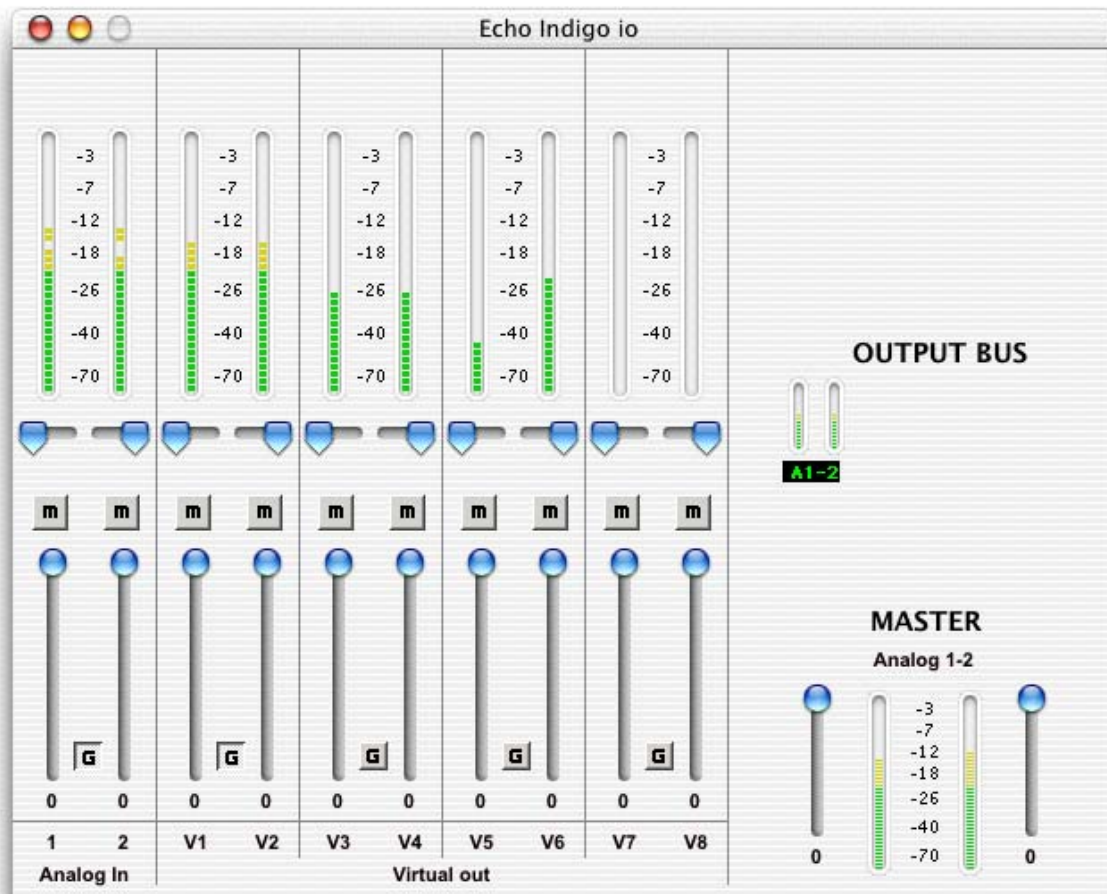 Echo Indigo io
-3 -3 -3 -3 -3
-7 -7 -7 -7 -7
-12 -12 -12 -12 -12
-18 -18 -18 -18 -18
-26 -26 -26 -26 -26
-40 -40 -40 -40 -40
-70 -70 -70 -70 -70
m m m m m m m m m m
G G G G G
0 0 0 0 0 0 0 0 0 0
1 2 V1 V2 V3 V4 V5 V6 V7 V8
Analog In Virtual out
OUTPUT BUS
A1-2
MASTER
Analog 1-2
-3
-7
-12
-18
-26
-40
0 -70 0